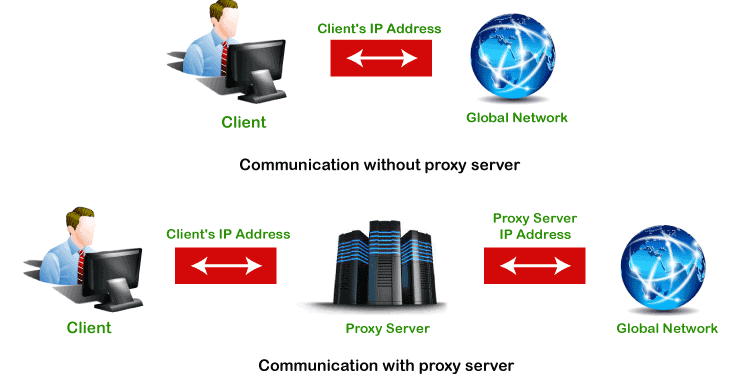 Client's IP Address
Client
Global Network
Communication without proxy server
Client's IP Address
Proxy Server
IP Address
Client
Proxy Server
Global Network
Communication with proxy server